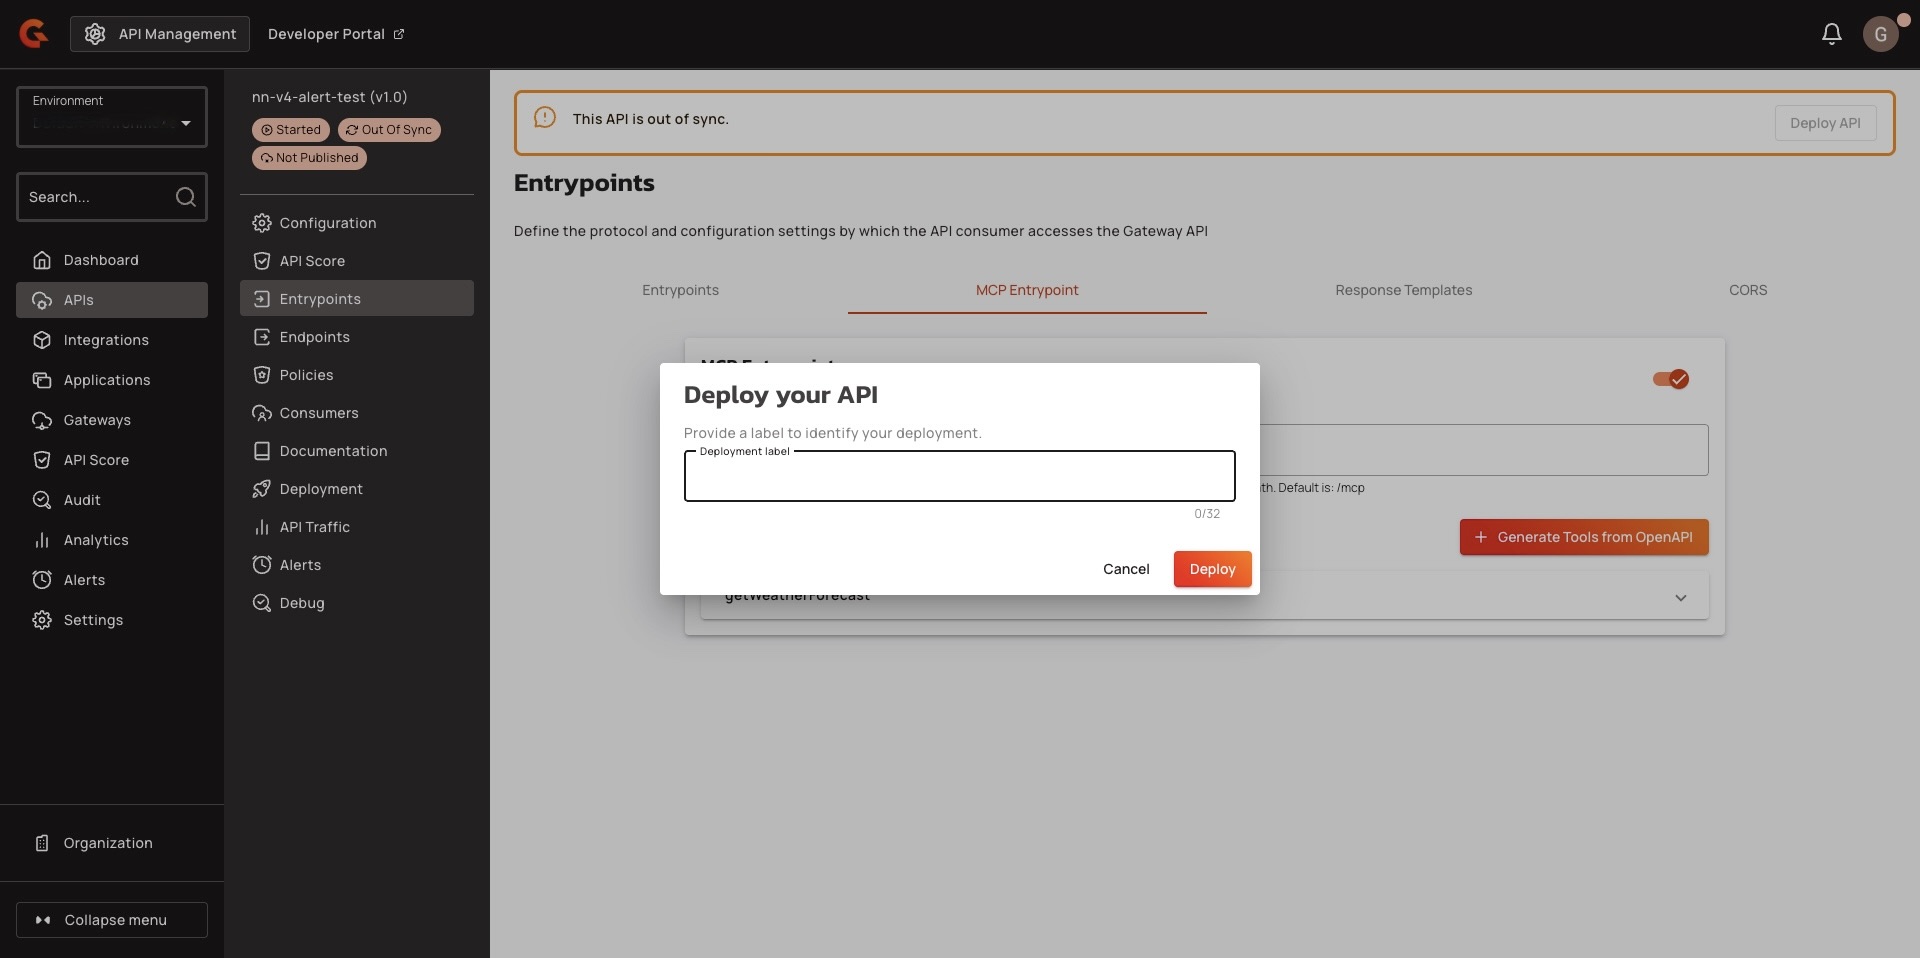 API Management
Developer Portal
G
Environment
Search...
Dashboard
APIs
Integrations
Applications
Gateways
API Score
Audit
Analytics
Alerts
Settings
Organization
Collapse menu
nn-v4-alert-test (v1.0)
Started
Out Of Sync
Not Published
Configuration
API Score
Entrypoints
Endpoints
Policies
Consumers
Documentation
Deployment
API Traffic
Alerts
Debug
This API is out of sync.
Deploy API
Entrypoints
Define the protocol and configuration settings by which the API consumer accesses the Gateway API
Entrypoints
MCP Entrypoint
Response Templates
CORS
MCP Entrypoint
Deploy your API
Provide a label to identify your deployment.
Deployment label
0/32
Cancel
Deploy
Default is: /mcp
Generate Tools from OpenAPI
getWeatherForecast